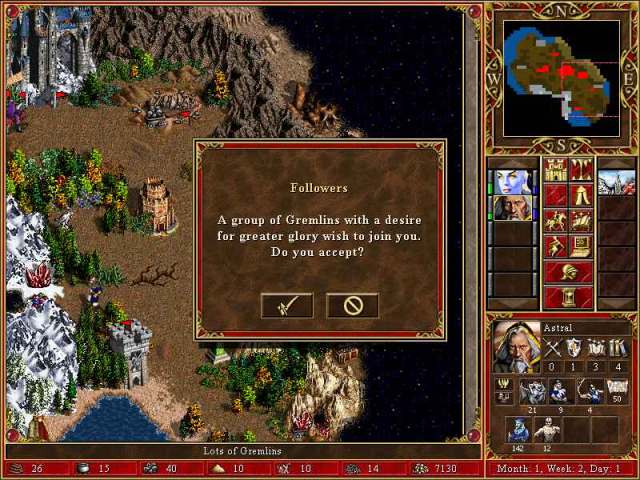 N
W
E
S
Followers
A group of Gremlins with a desire
for greater glory wish to join you.
Do you accept?
Astral
0 1 3 4
21 9 4 50
142 12
Lots of Gremlins
26 15 40 10 10 14 7130
Month: 1, Week: 2, Day: 1